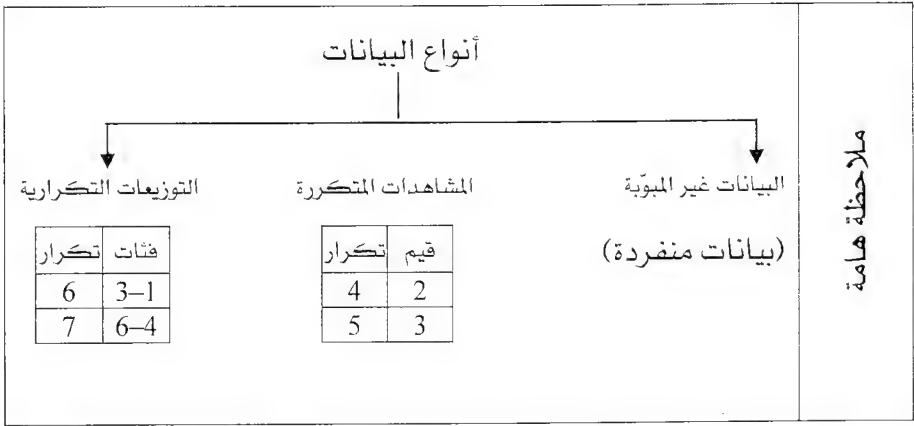 ملاحظة هامة
أنواع البيانات
البيانات غير المبوّبة
(بيانات منفردة)
المشاهدات المتكررة
قيم تكرار
2 4
3 5
التوزيعات التكرارية
فئات تكرار
3–1 6
6–4 7